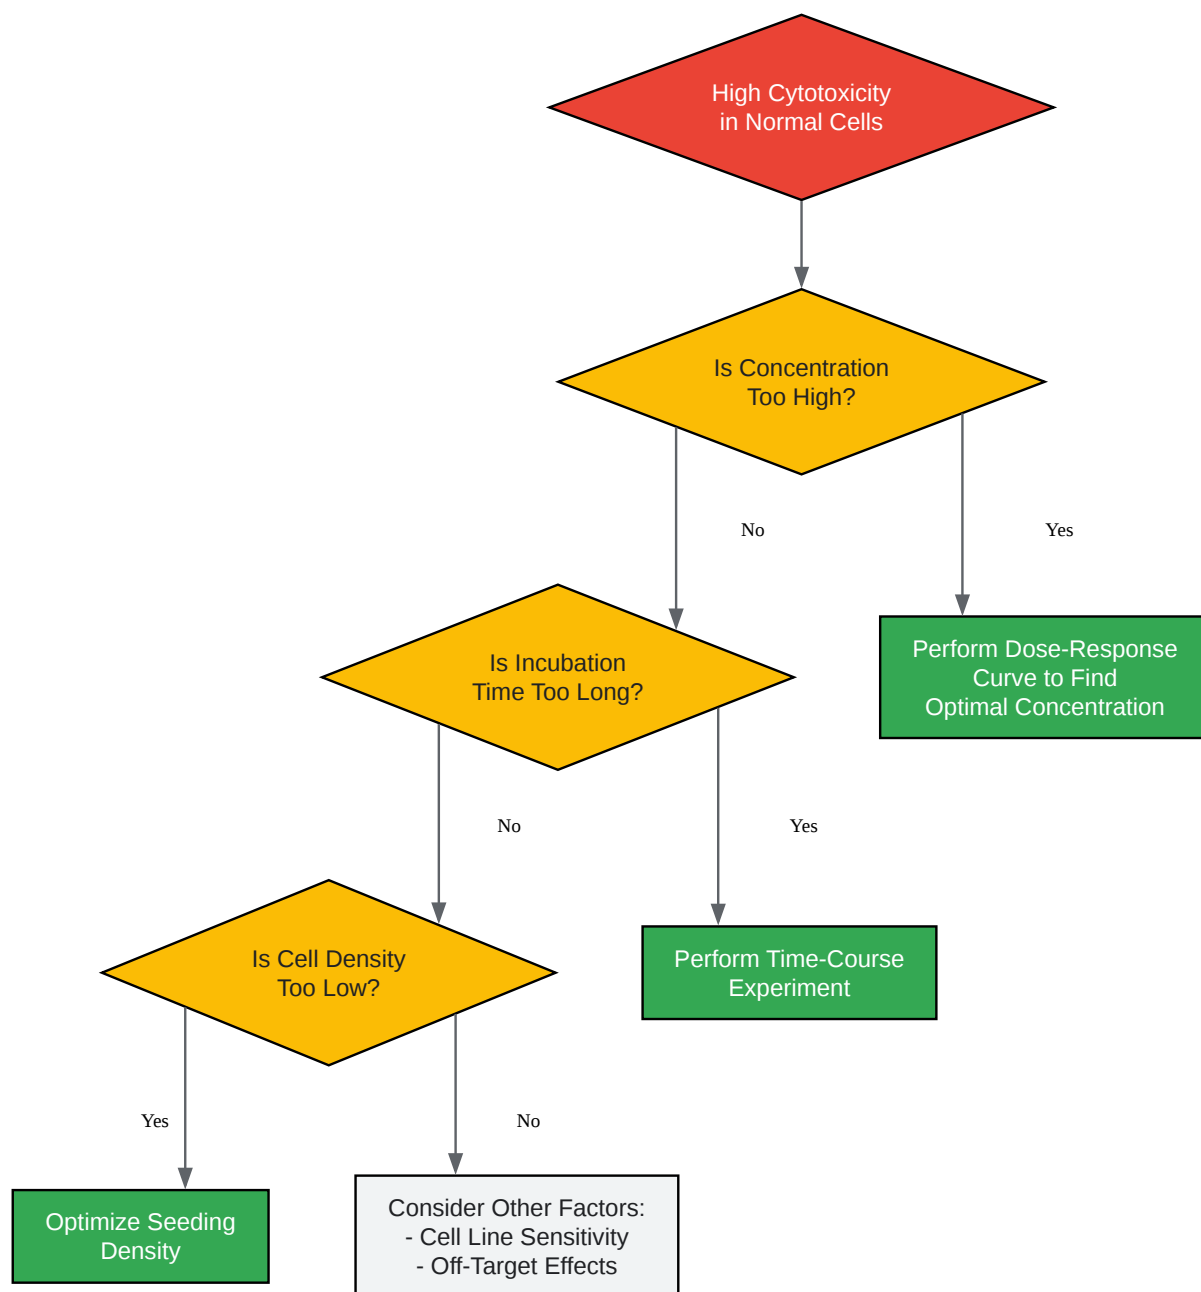 High Cytotoxicity
in Normal Cells
Is Concentration
Too High?
No
Yes
Is Incubation
Time Too Long?
Perform Dose-Response
Curve to Find
Optimal Concentration
No
Yes
Is Cell Density
Too Low?
Perform Time-Course
Experiment
Yes
No
Optimize Seeding
Density
Consider Other Factors:
- Cell Line Sensitivity
- Off-Target Effects